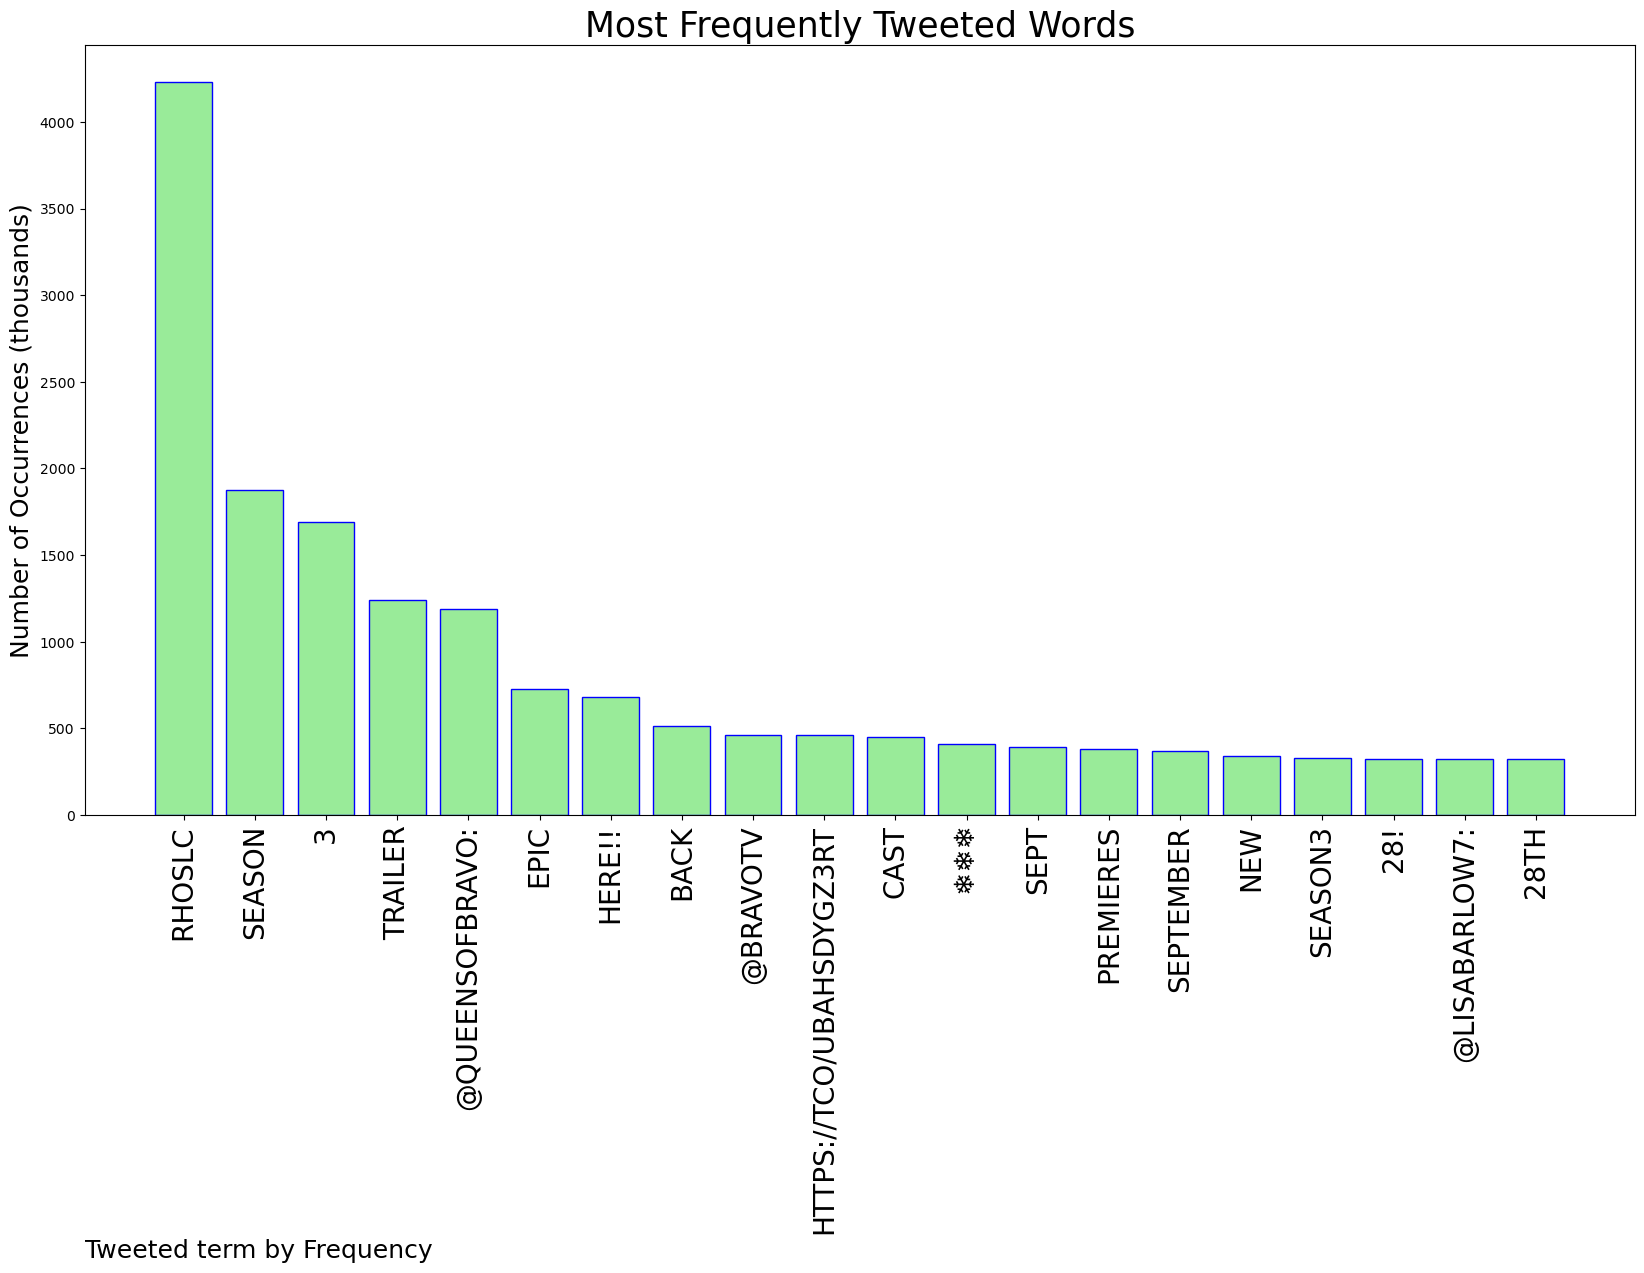 Most Frequently Tweeted Words
Number of Occurrences (thousands)
4000
3500
3000
2500
2000
1500
1000
500
0
RHOSLC
SEASON
3
TRAILER
@QUEENSOFBRAVO:
EPIC
HERE!!
BACK
@BRAVOTV
HTTPS://TCO/UBAHSDYGZ3RT
CAST
❄❄❄
SEPT
PREMIERES
SEPTEMBER
NEW
SEASON3
28!
@LISABARLOW7:
28TH
Tweeted term by Frequency